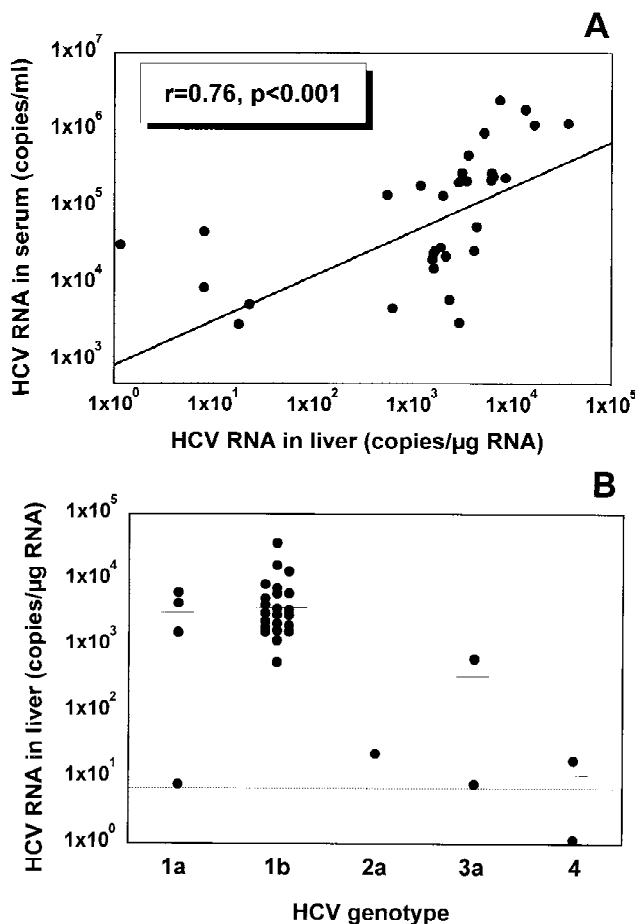 A
r=0.76, p<0.001
HCV RNA in serum (copies/ml)
1x10⁷
1x10⁶
1x10⁵
1x10⁴
1x10³
1x10⁰ 1x10¹ 1x10² 1x10³ 1x10⁴ 1x10⁵
HCV RNA in liver (copies/µg RNA)
B
HCV RNA in liver (copies/µg RNA)
1x10⁵
1x10⁴
1x10³
1x10²
1x10¹
1x10⁰
1a 1b 2a 3a 4
HCV genotype